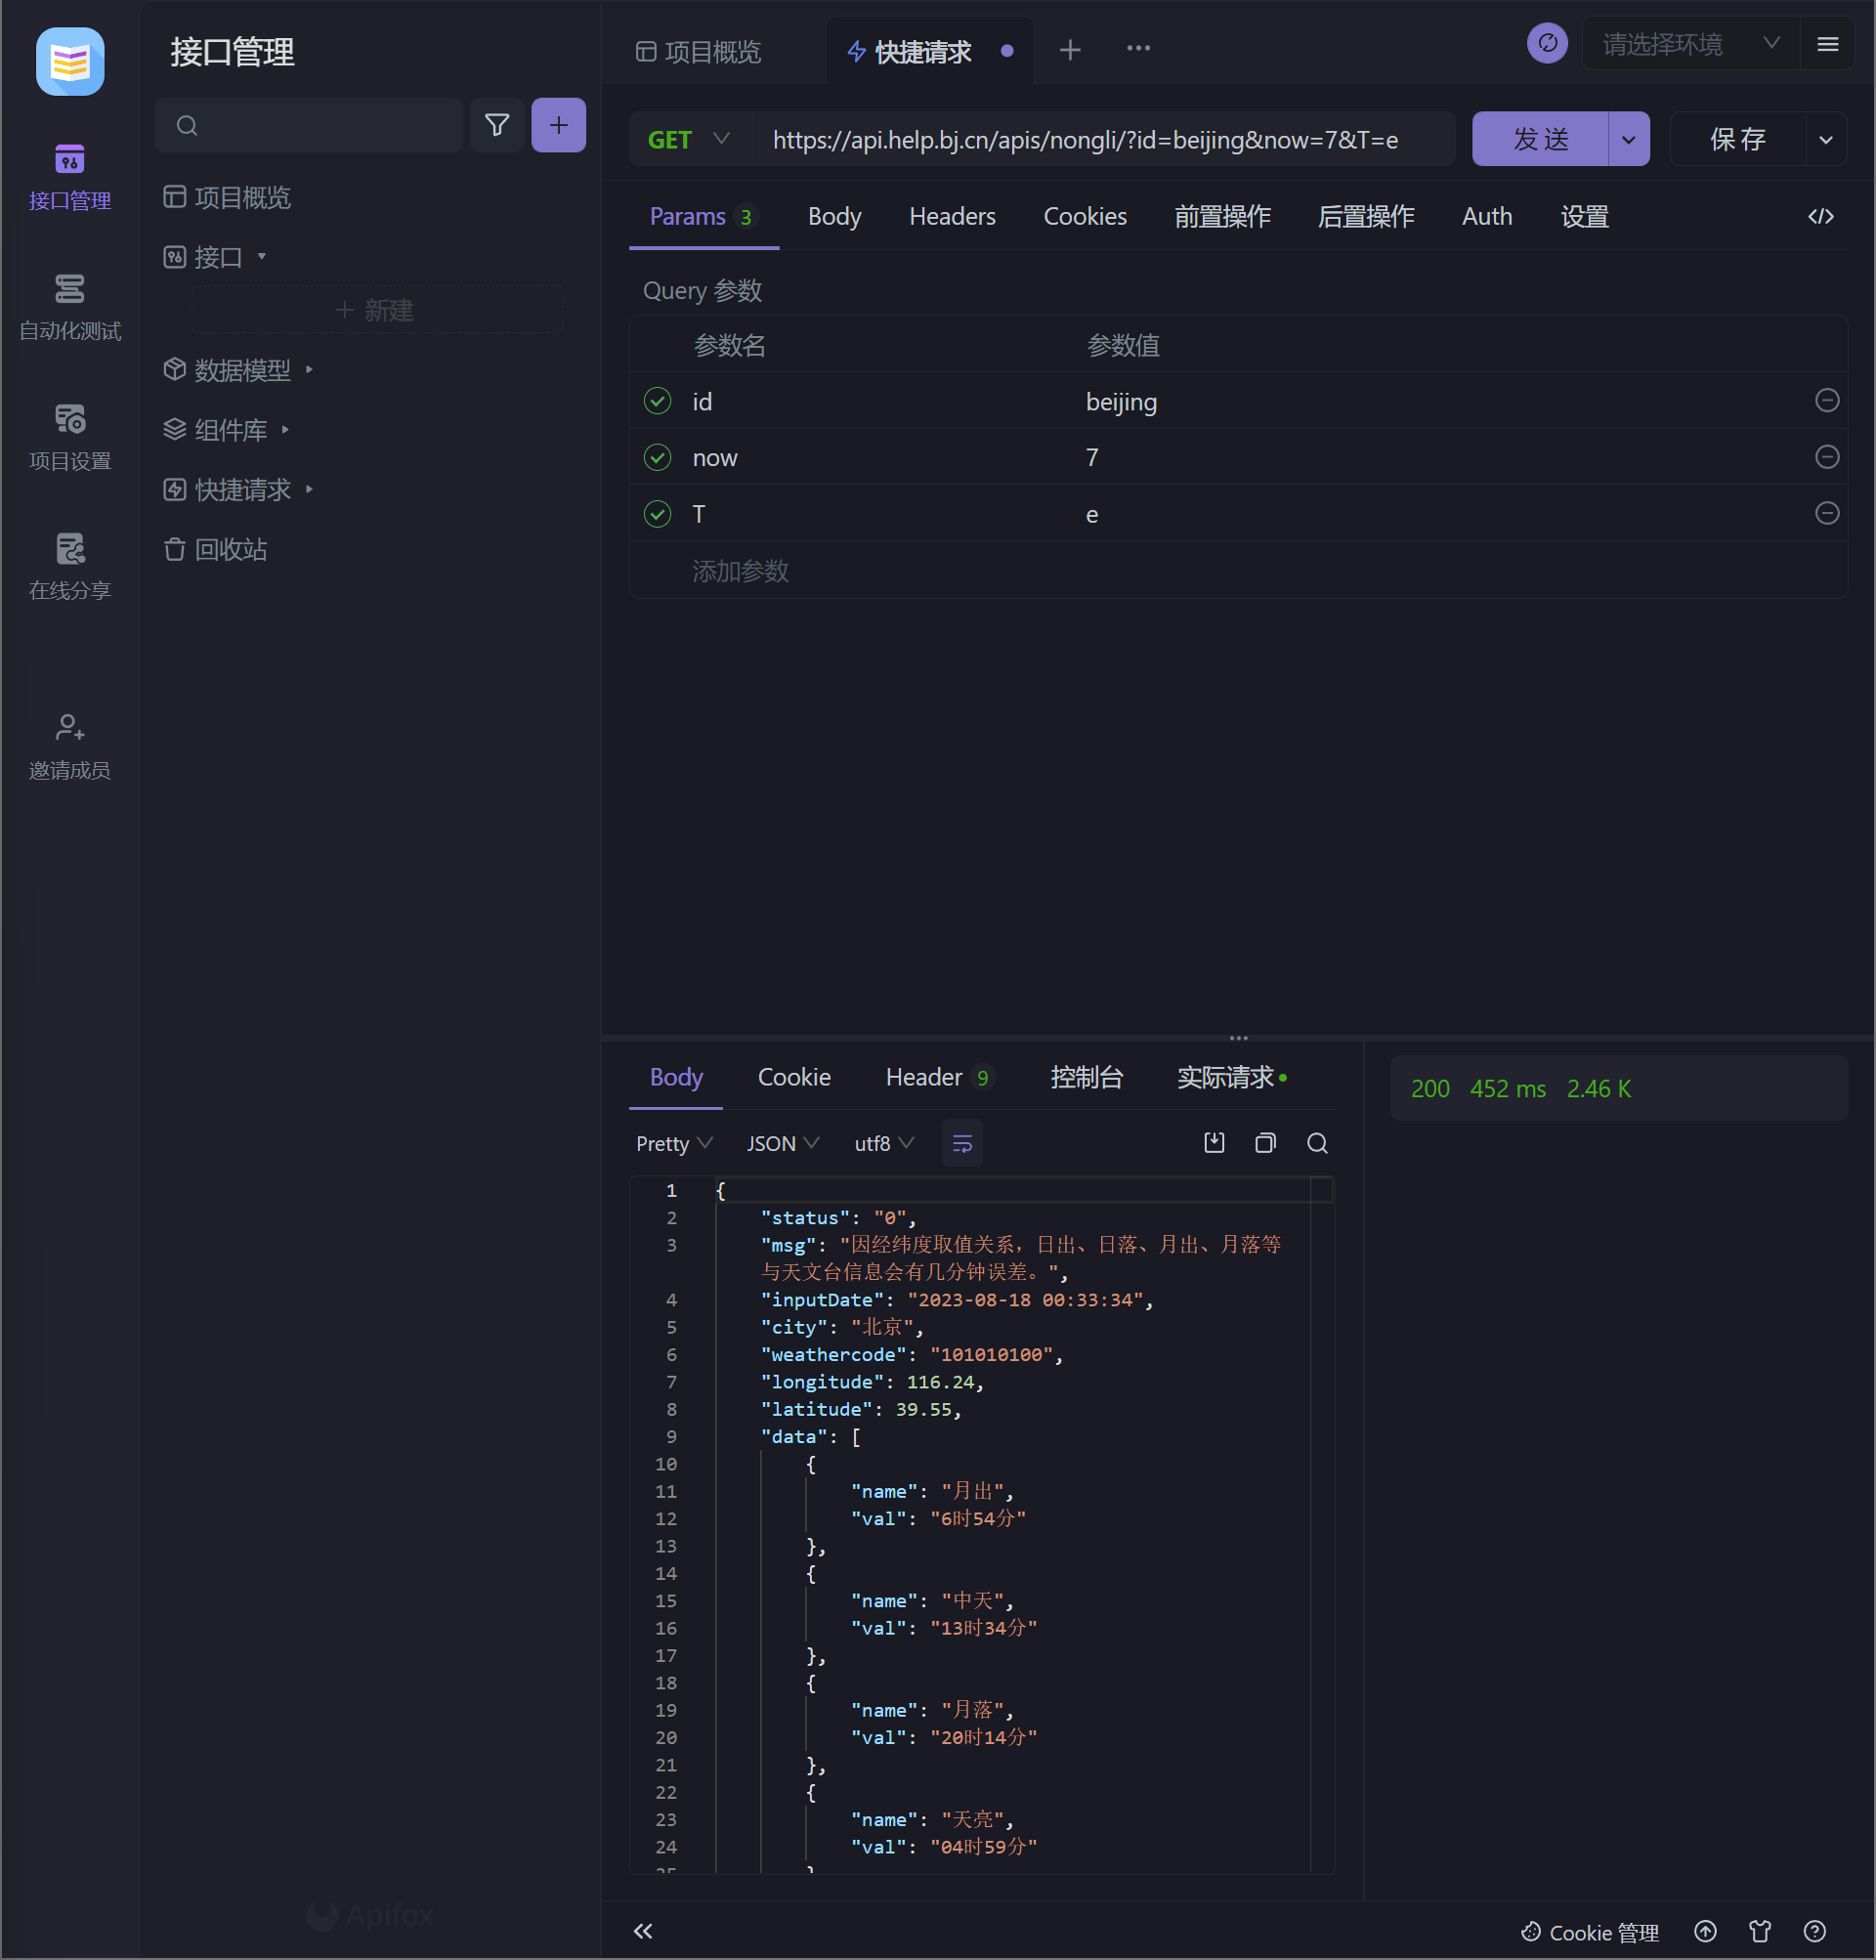 接口管理
自动化测试
项目设置
在线分享
邀请成员
接口管理
项目概览
接口
+ 新建
数据模型
组件库
快捷请求
回收站
Apifox
项目概览
快捷请求
请选择环境
GET
https://api.help.bj.cn/apis/nongli/?id=beijing&now=7&T=e
发 送
保 存
Params 3 Body Headers Cookies 前置操作 后置操作 Auth 设置
Query 参数
参数名 参数值
id beijing
now 7
T e
添加参数
Body Cookie Header 9 控制台 实际请求
200 452 ms 2.46 K
Pretty JSON utf8
1 {
2 "status": "0",
3 "msg": "因经纬度取值关系，日出、日落、月出、月落等
与天文台信息会有几分钟误差。",
4 "inputDate": "2023-08-18 00:33:34",
5 "city": "北京",
6 "weathercode": "101010100",
7 "longitude": 116.24,
8 "latitude": 39.55,
9 "data": [
10 {
11 "name": "月出",
12 "val": "6时54分"
13 },
14 {
15 "name": "中天",
16 "val": "13时34分"
17 },
18 {
19 "name": "月落",
20 "val": "20时14分"
21 },
22 {
23 "name": "天亮",
24 "val": "04时59分"
Cookie 管理